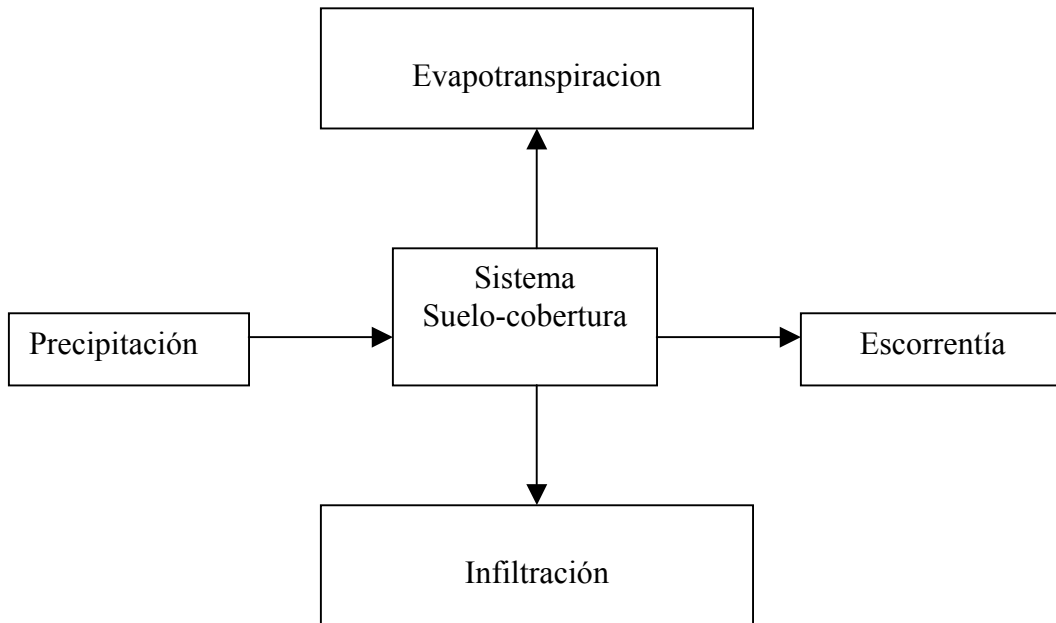 Evapotranspiracion
Sistema
Suelo-cobertura
Precipitación
Escorrentía
Infiltración